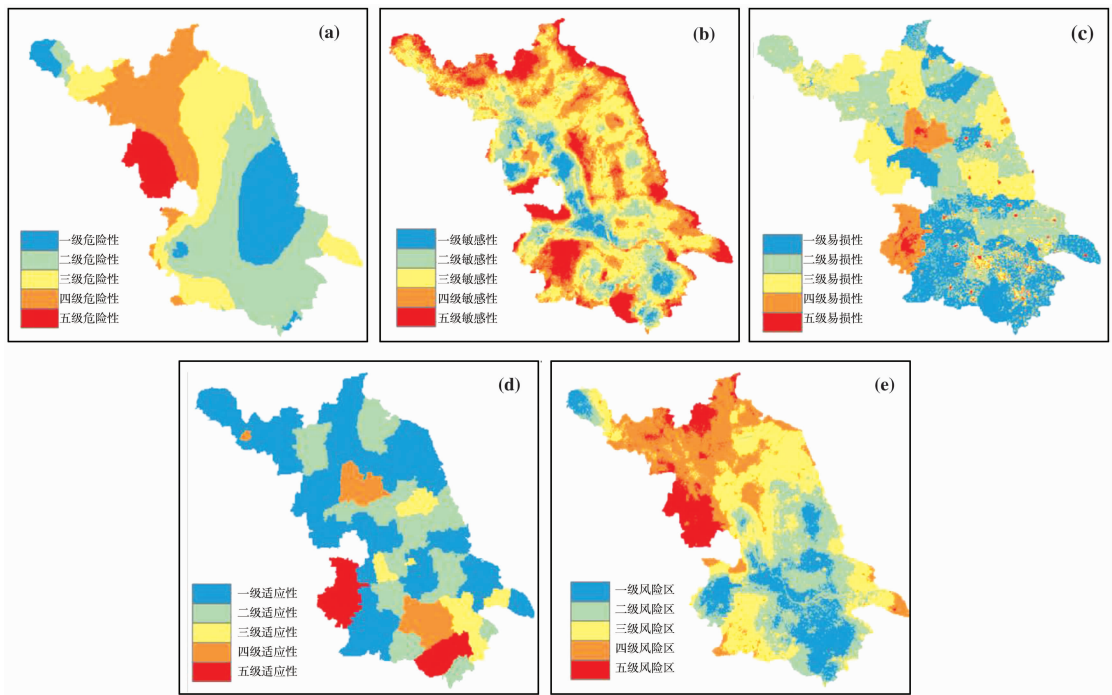 (a)
一级危险性
二级危险性
三级危险性
四级危险性
五级危险性
(b)
一级敏感性
二级敏感性
三级敏感性
四级敏感性
五级敏感性
(c)
一级易损性
二级易损性
三级易损性
四级易损性
五级易损性
(d)
一级适应性
二级适应性
三级适应性
四级适应性
五级适应性
(e)
一级风险区
二级风险区
三级风险区
四级风险区
五级风险区